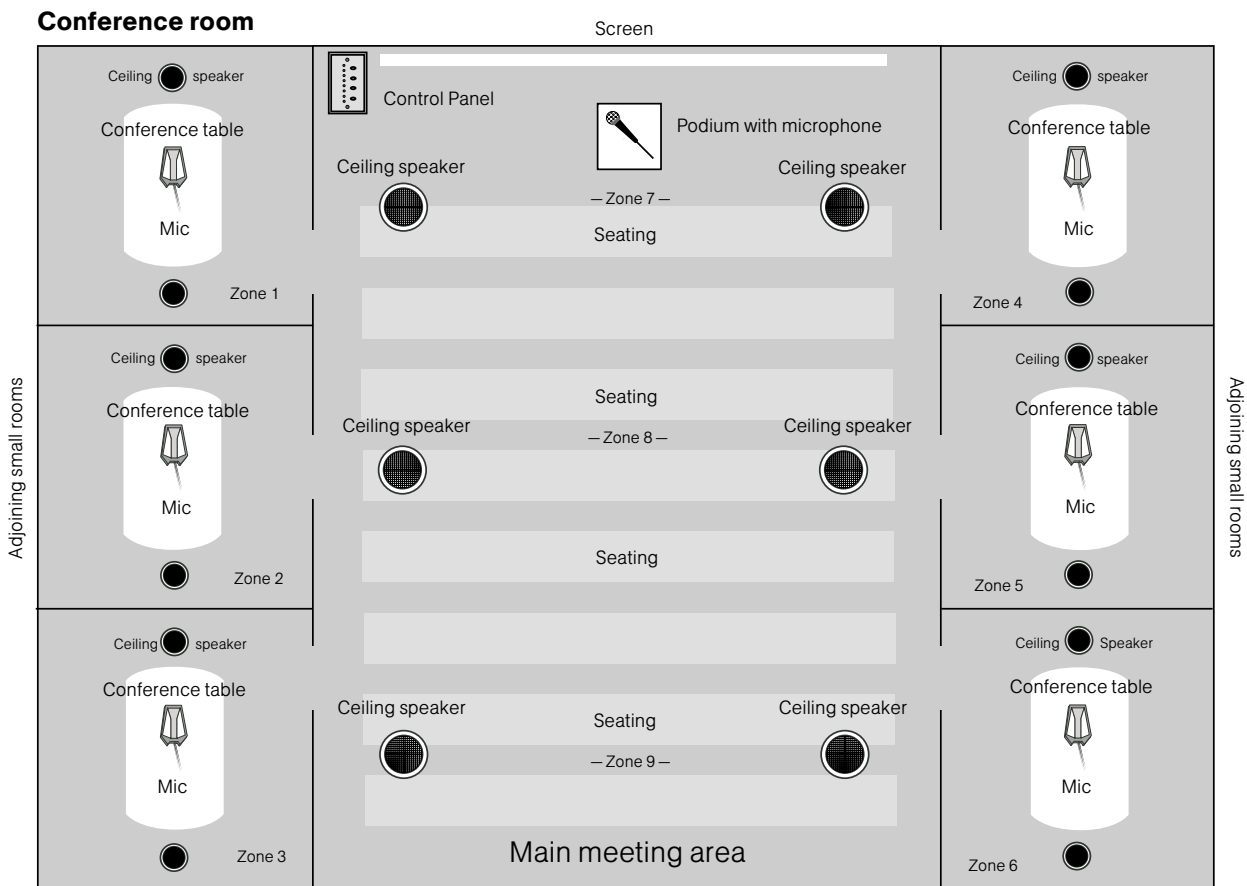 Conference room
Screen
Ceiling speaker
Conference table
Mic
Zone 1
Control Panel
Podium with microphone
Ceiling speaker
Ceiling speaker
— Zone 7 —
Seating
Ceiling speaker
Conference table
Mic
Zone 4
Adjoining small rooms
Ceiling speaker
Conference table
Mic
Zone 2
Seating
Ceiling speaker
— Zone 8 —
Ceiling speaker
Seating
Ceiling speaker
Conference table
Mic
Zone 5
Adjoining small rooms
Ceiling speaker
Conference table
Mic
Zone 3
Ceiling speaker
Seating
Ceiling speaker
— Zone 9 —
Main meeting area
Ceiling Speaker
Conference table
Mic
Zone 6